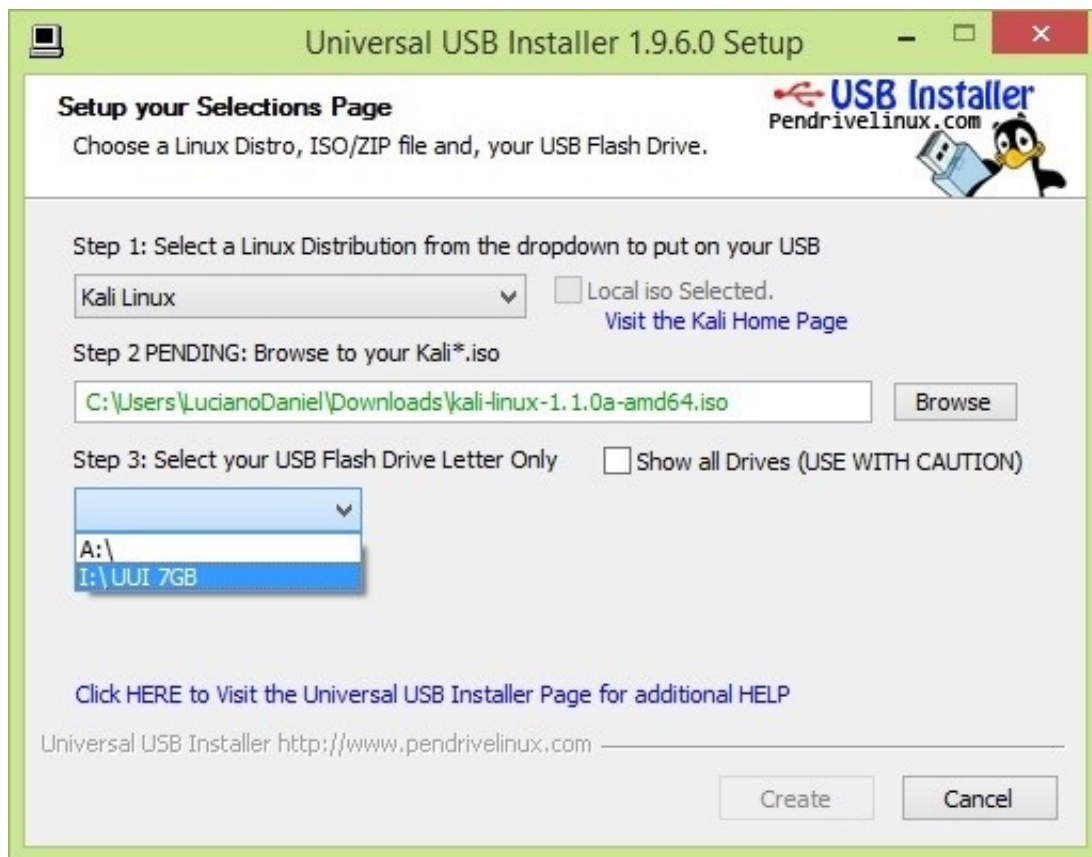 Universal USB Installer 1.9.6.0 Setup
Setup your Selections Page
Choose a Linux Distro, ISO/ZIP file and, your USB Flash Drive.
USB Installer
Pendrivelinux.com
Step 1: Select a Linux Distribution from the dropdown to put on your USB
Kali Linux
Local iso Selected.
Visit the Kali Home Page
Step 2 PENDING: Browse to your Kali*.iso
C:\Users\LucianoDaniel\Downloads\kali-linux-1.1.0a-amd64.iso
Browse
Step 3: Select your USB Flash Drive Letter Only
Show all Drives (USE WITH CAUTION)
A:\
I:\ UUI 7GB
Click HERE to Visit the Universal USB Installer Page for additional HELP
Universal USB Installer http://www.pendrivelinux.com
Create
Cancel